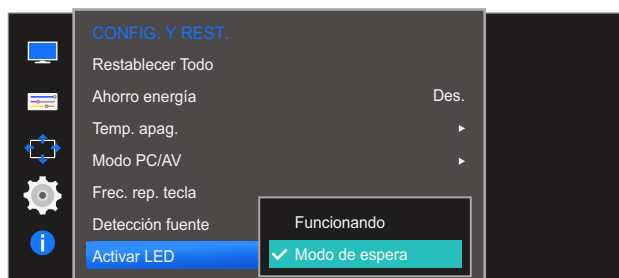 CONFIG. Y REST.
Restablecer Todo
Ahorro energía Des.
Temp. apag.
Modo PC/AV
Frec. rep. tecla
Detección fuente Funcionando
Activar LED Modo de espera